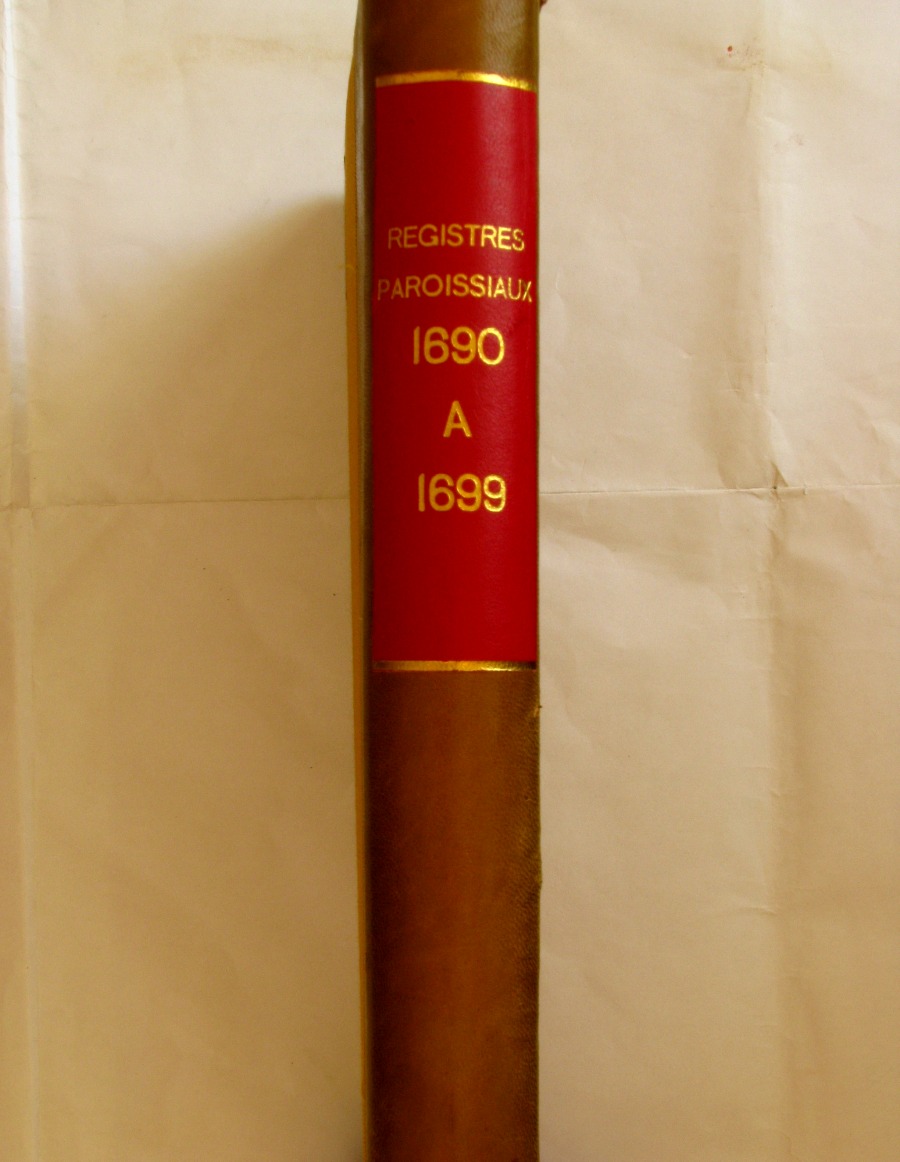 REGISTRES
PAROISSIAUX
1690
A
1699